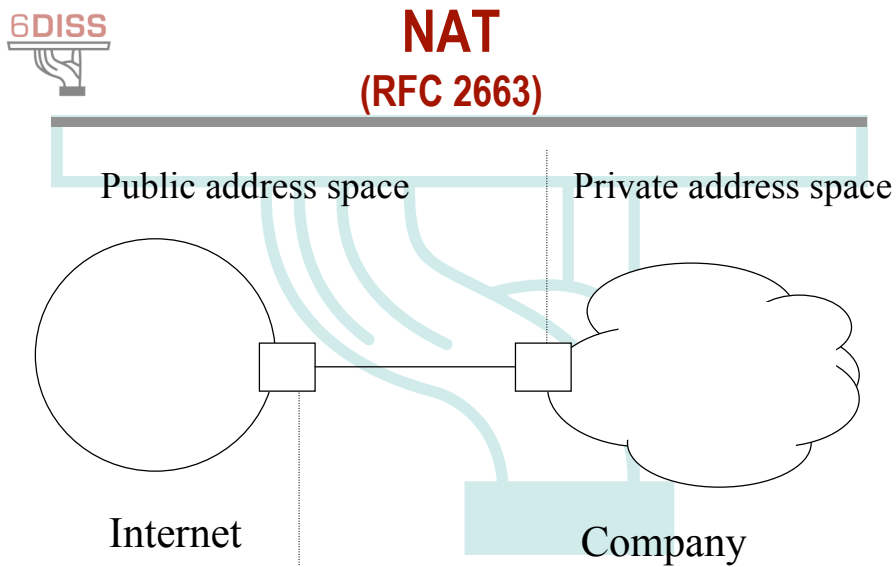 6DISS
NAT
(RFC 2663)
Public address space
Private address space
Internet
Company